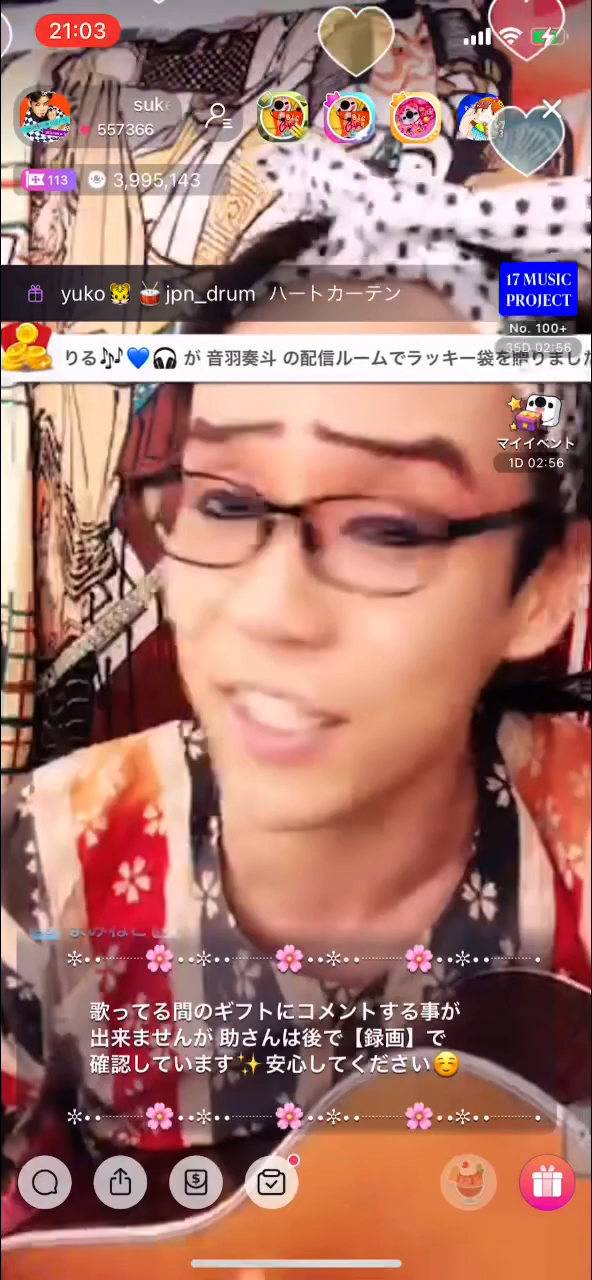 21:03
suke
557366
113
3,995,143
yuko🐯🥁jpn_drum ハートカーテン
17 MUSIC
PROJECT
No. 100+
35D 02:56
りる🎶💙🎧 が 音羽奏斗 の配信ルームでラッキー袋を贈りました
マイイベント
1D 02:56
歌ってる間のギフトにコメントする事が
出来ませんが 助さんは後で【録画】で
確認しています✨安心してください☺️